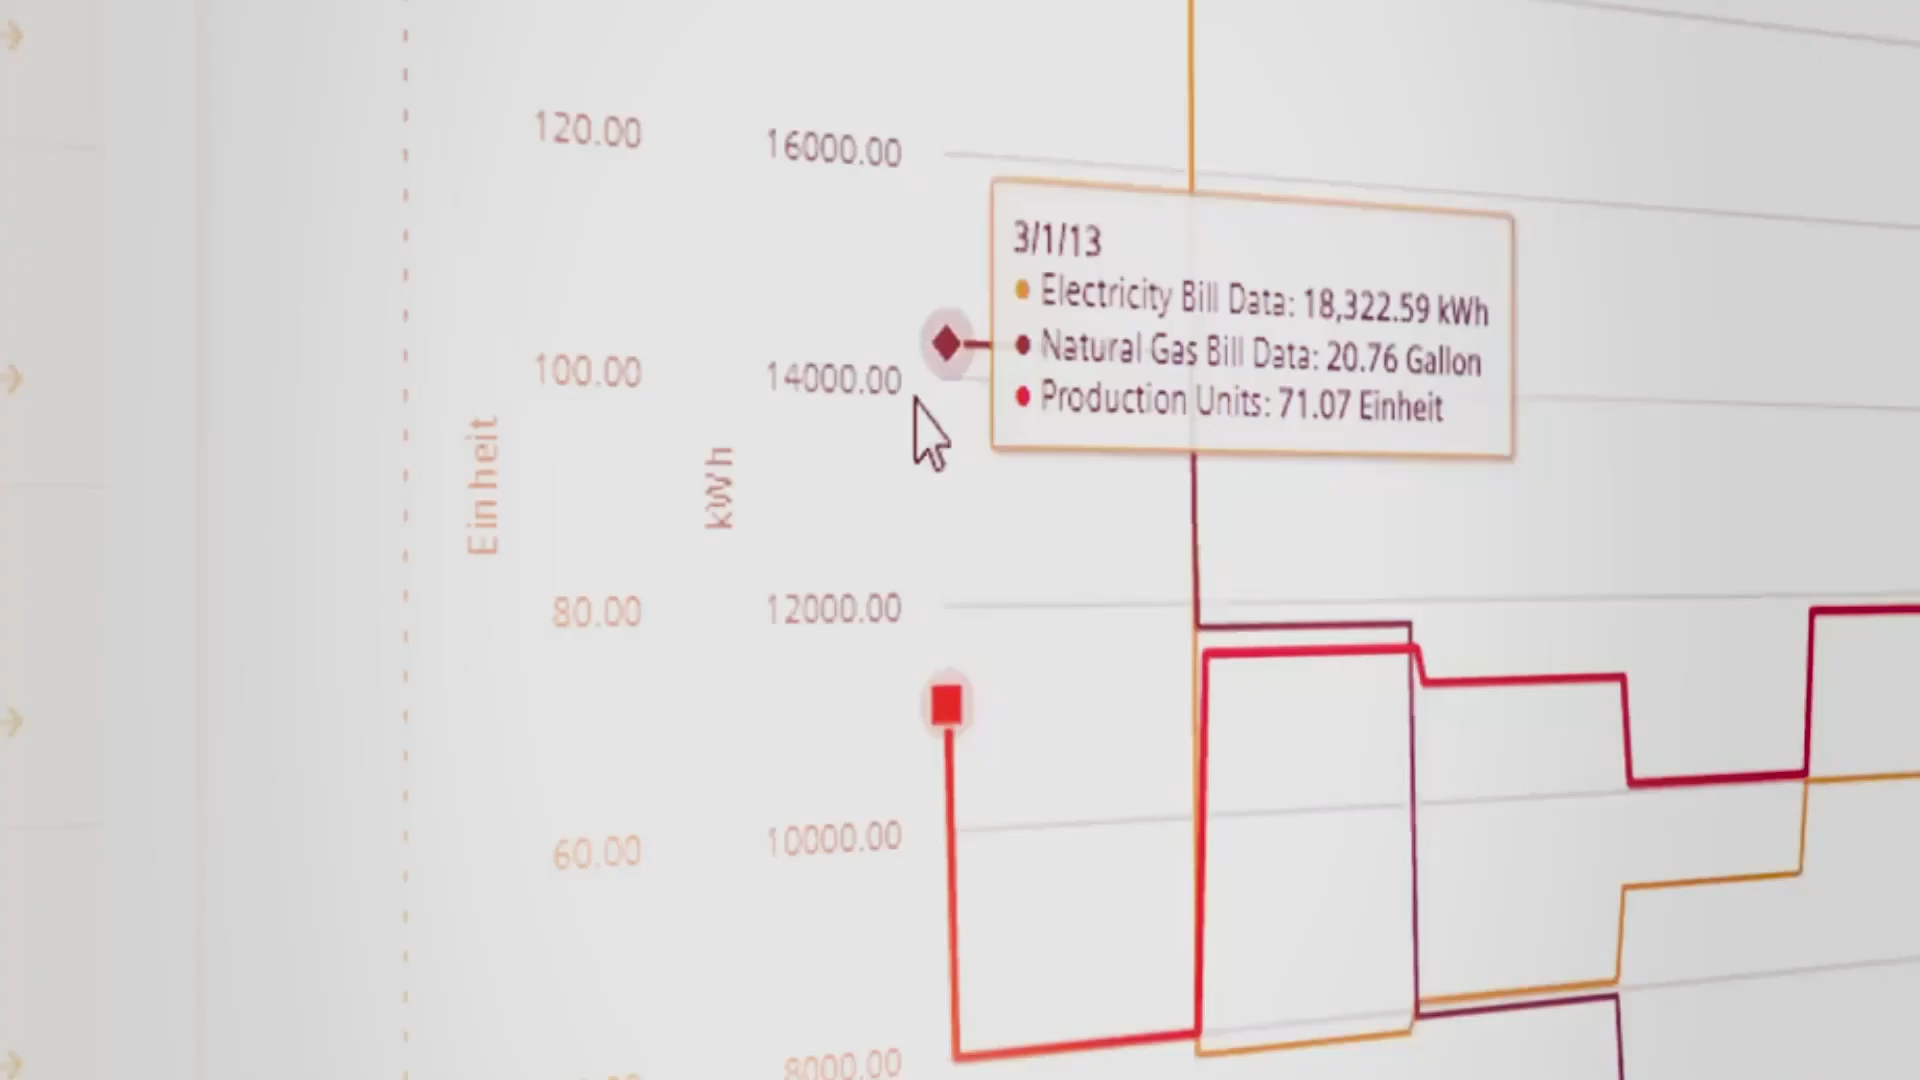 120.00
100.00
80.00
60.00
Einheit
16000.00
14000.00
12000.00
10000.00
8000.00
kWh
3/1/13
Electricity Bill Data: 18,322.59 kWh
Natural Gas Bill Data: 20.76 Gallon
Production Units: 71.07 Einheit